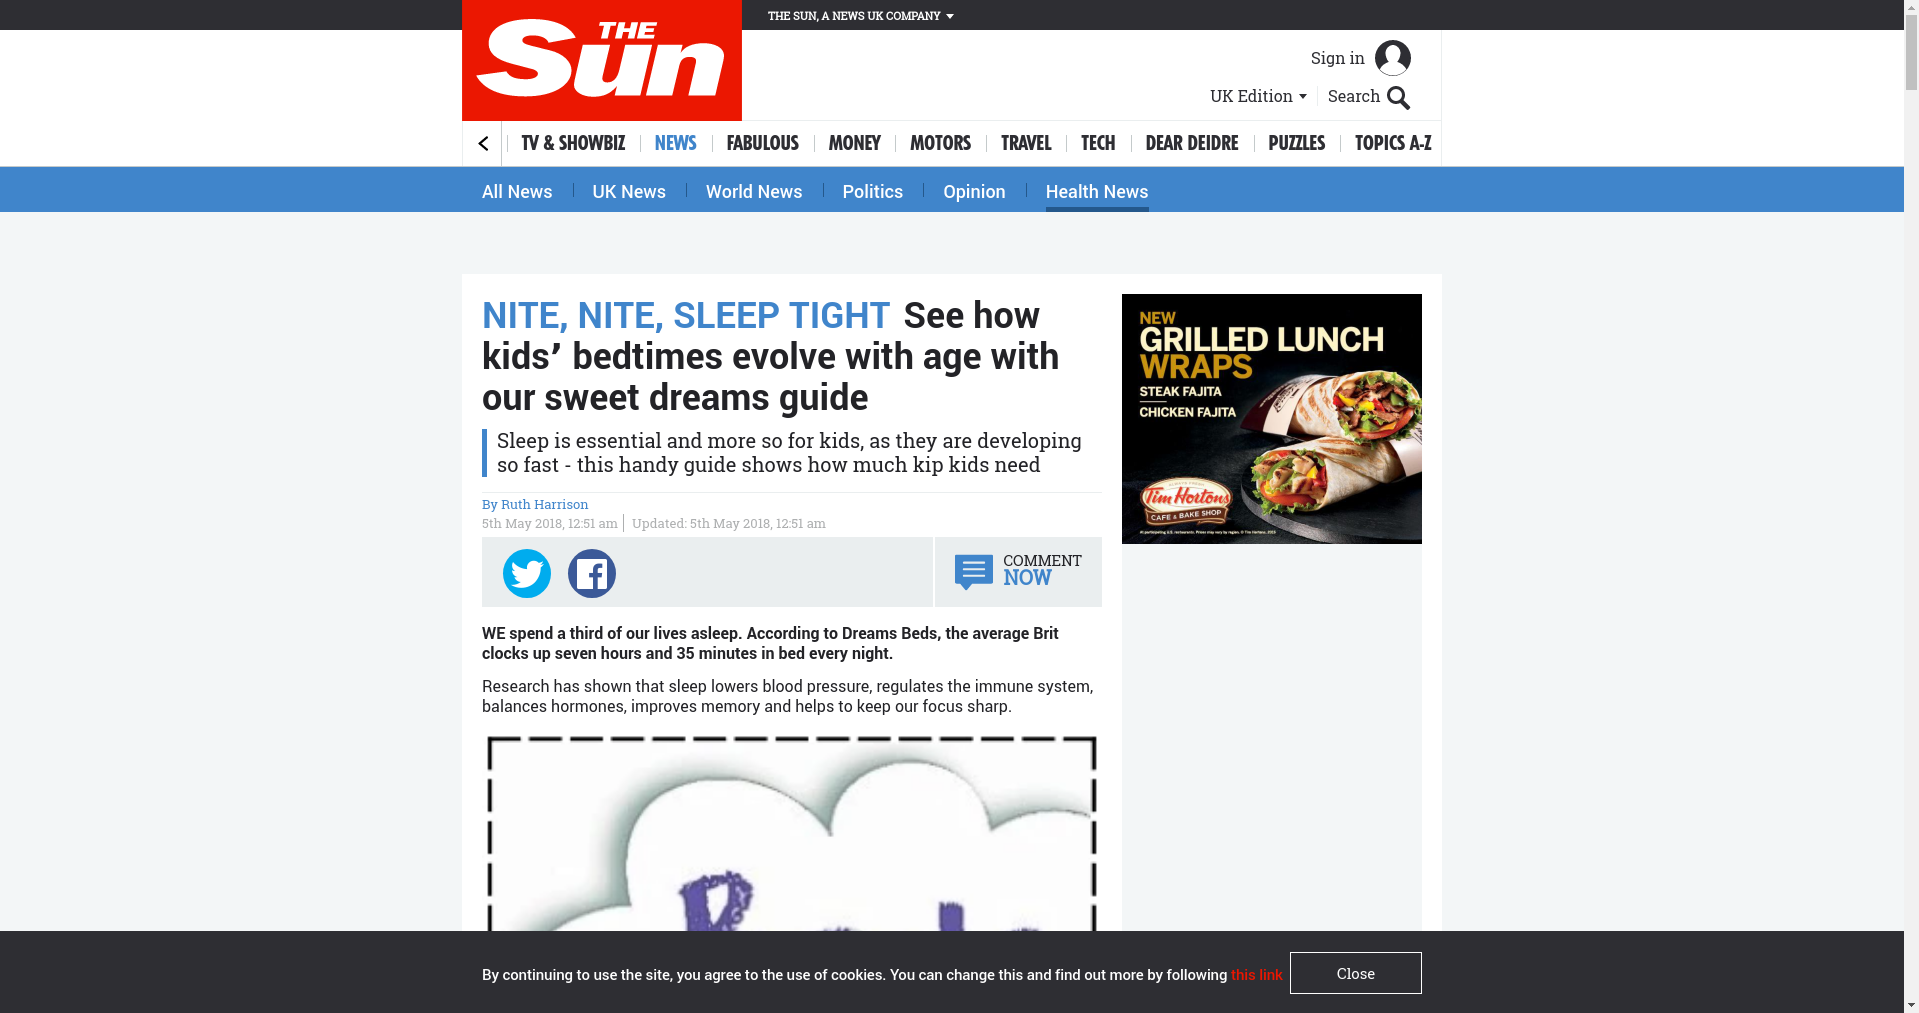 THE SUN, A NEWS UK COMPANY
THE
Sun
Sign in
UK Edition
Search
TV & SHOWBIZ
NEWS
FABULOUS
MONEY
MOTORS
TRAVEL
TECH
DEAR DEIDRE
PUZZLES
TOPICS A-Z
All News
UK News
World News
Politics
Opinion
Health News
NITE, NITE, SLEEP TIGHT See how
kids’ bedtimes evolve with age with
our sweet dreams guide
Sleep is essential and more so for kids, as they are developing
so fast - this handy guide shows how much kip kids need
By Ruth Harrison
5th May 2018, 12:51 am
Updated: 5th May 2018, 12:51 am
COMMENT
NOW
WE spend a third of our lives asleep. According to Dreams Beds, the average Brit
clocks up seven hours and 35 minutes in bed every night.
Research has shown that sleep lowers blood pressure, regulates the immune system,
balances hormones, improves memory and helps to keep our focus sharp.
NEW
GRILLED LUNCH
WRAPS
STEAK FAJITA
CHICKEN FAJITA
Tim Hortons
CAFE & BAKE SHOP
By continuing to use the site, you agree to the use of cookies. You can change this and find out more by following this link
Close